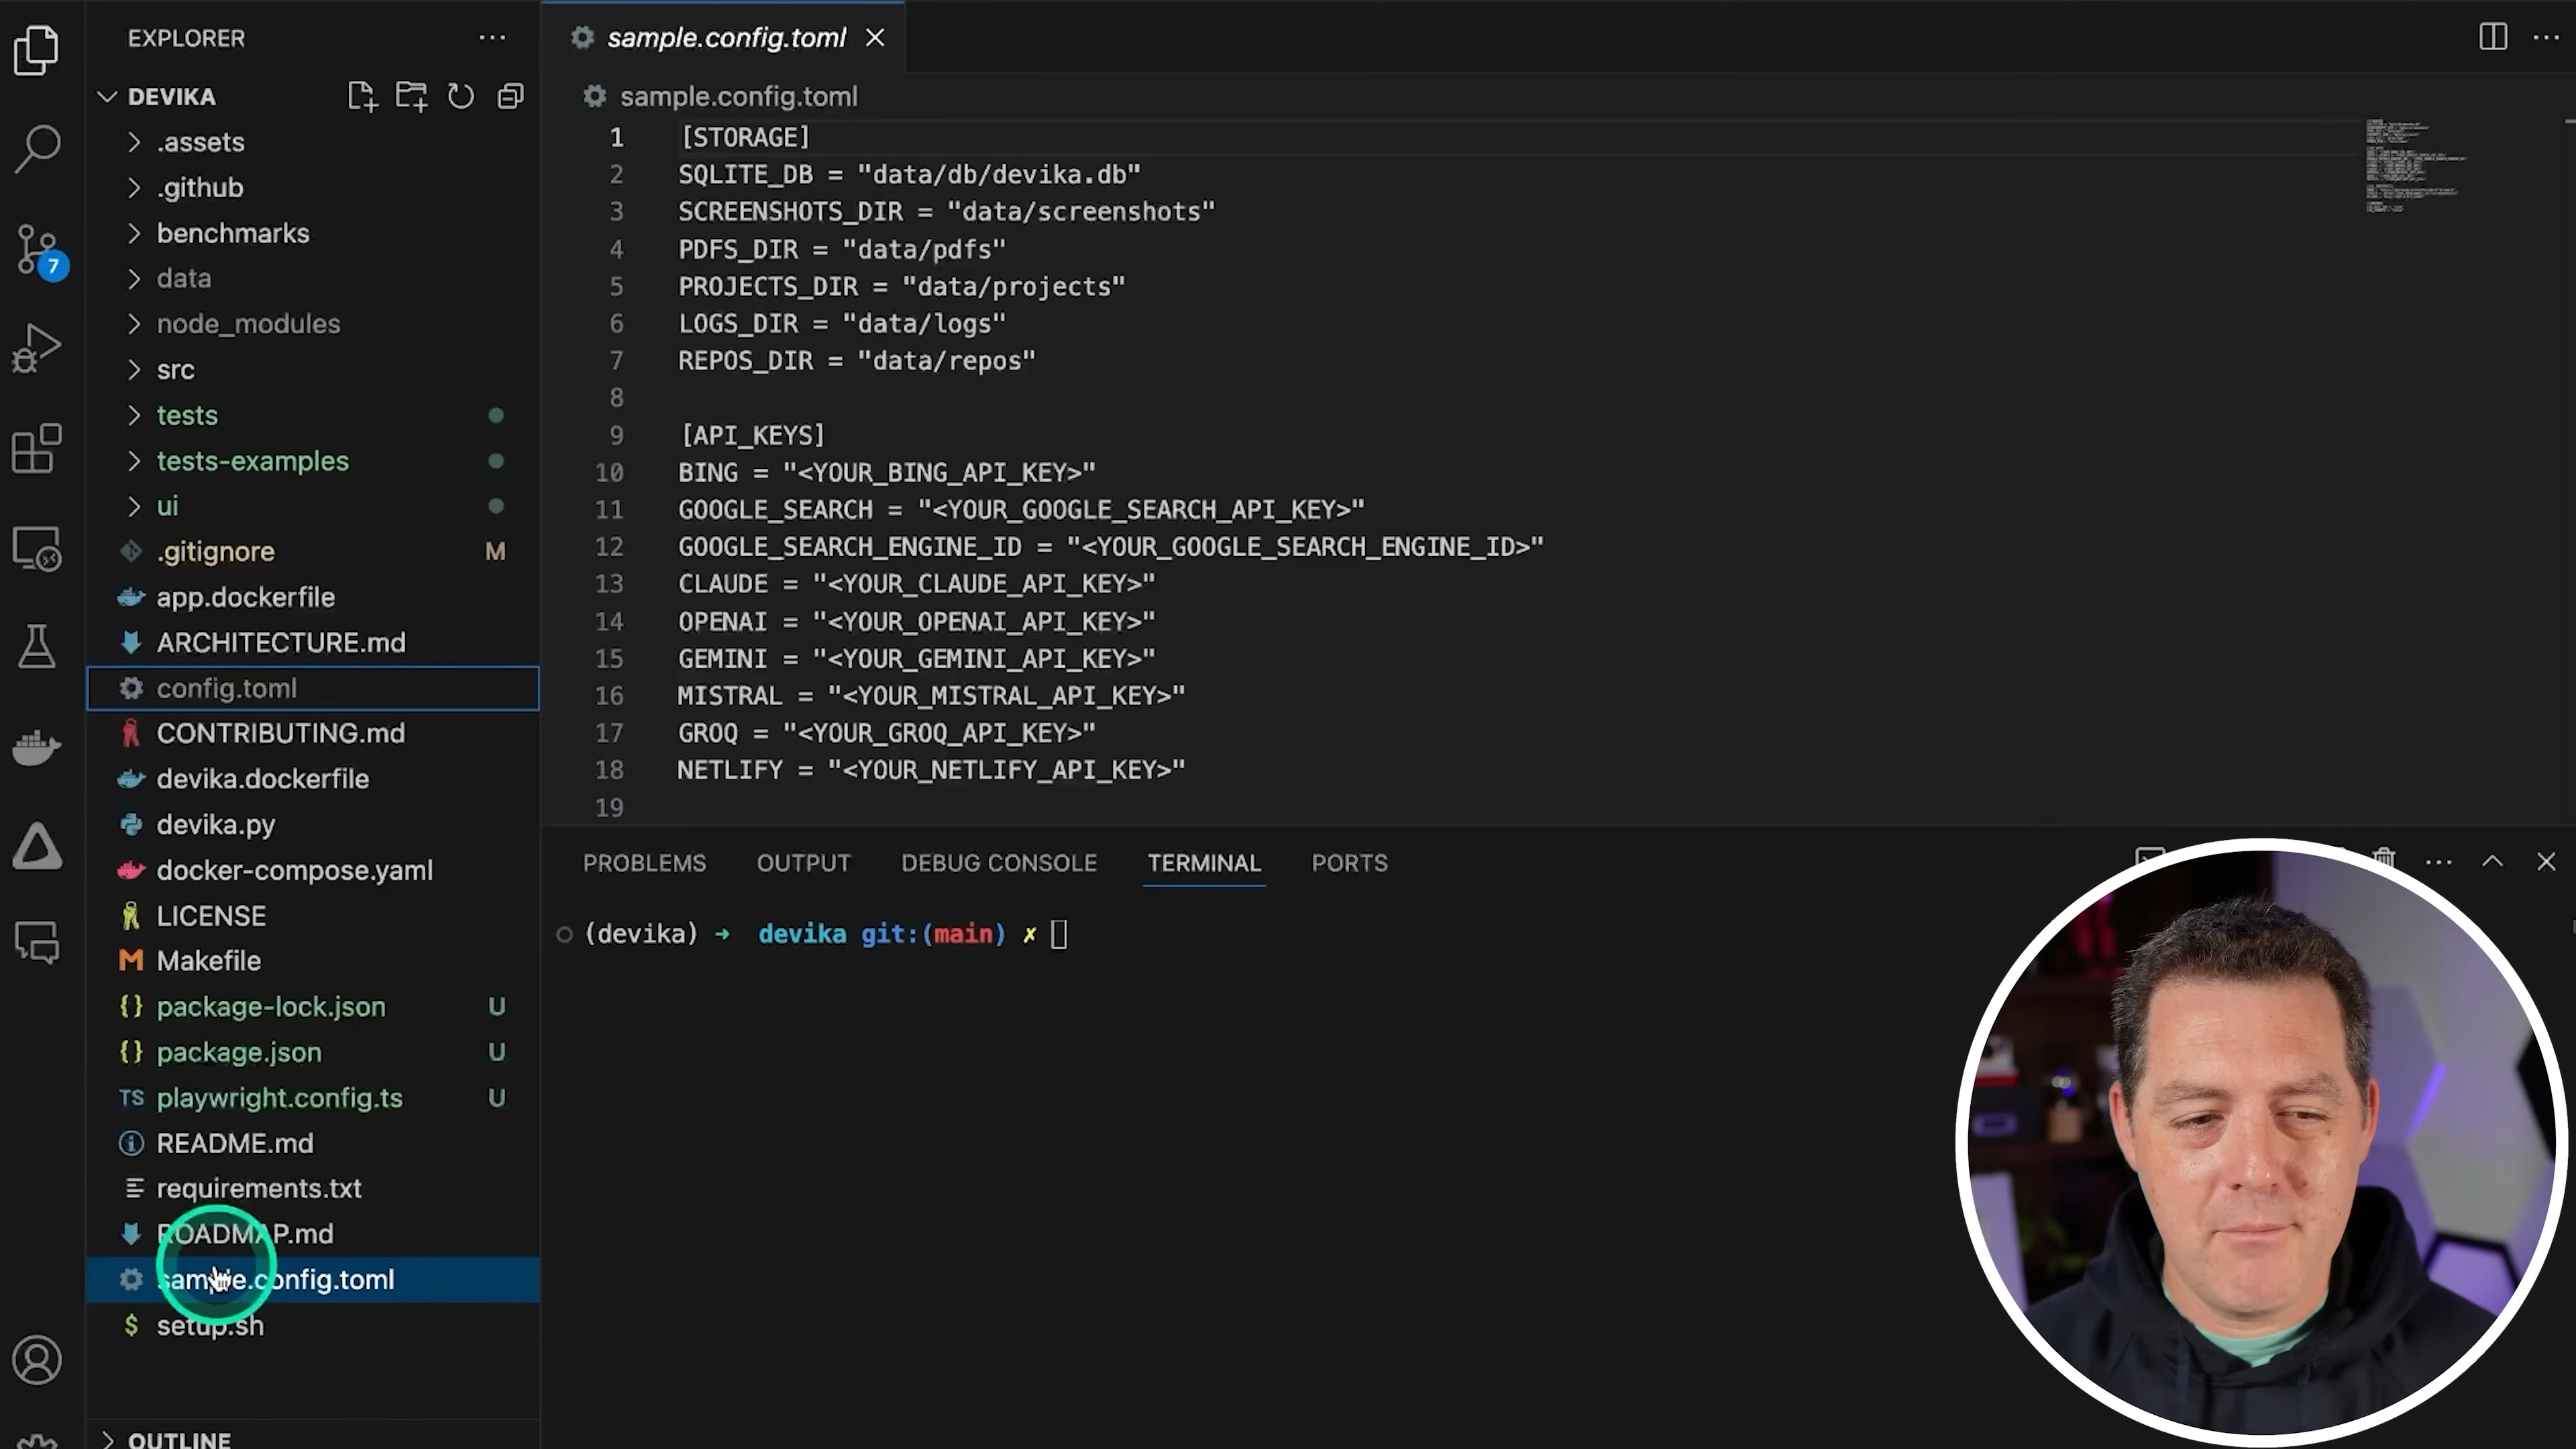 EXPLORER
DEVIKA
.assets
.github
benchmarks
data
node_modules
src
tests
tests-examples
ui
.gitignore M
app.dockerfile
ARCHITECTURE.md
config.toml
CONTRIBUTING.md
devika.dockerfile
devika.py
docker-compose.yaml
LICENSE
Makefile
package-lock.json U
package.json U
TS playwright.config.ts U
README.md
requirements.txt
ROADMAP.md
sample.config.toml
$ setup.sh
OUTLINE
7
sample.config.toml
sample.config.toml
1 [STORAGE]
2 SQLITE_DB = "data/db/devika.db"
3 SCREENSHOTS_DIR = "data/screenshots"
4 PDFS_DIR = "data/pdfs"
5 PROJECTS_DIR = "data/projects"
6 LOGS_DIR = "data/logs"
7 REPOS_DIR = "data/repos"
8
9 [API_KEYS]
10 BING = "<YOUR_BING_API_KEY>"
11 GOOGLE_SEARCH = "<YOUR_GOOGLE_SEARCH_API_KEY>"
12 GOOGLE_SEARCH_ENGINE_ID = "<YOUR_GOOGLE_SEARCH_ENGINE_ID>"
13 CLAUDE = "<YOUR_CLAUDE_API_KEY>"
14 OPENAI = "<YOUR_OPENAI_API_KEY>"
15 GEMINI = "<YOUR_GEMINI_API_KEY>"
16 MISTRAL = "<YOUR_MISTRAL_API_KEY>"
17 GROQ = "<YOUR_GROQ_API_KEY>"
18 NETLIFY = "<YOUR_NETLIFY_API_KEY>"
19
PROBLEMS OUTPUT DEBUG CONSOLE TERMINAL PORTS
(devika) → devika git:(main) ✗